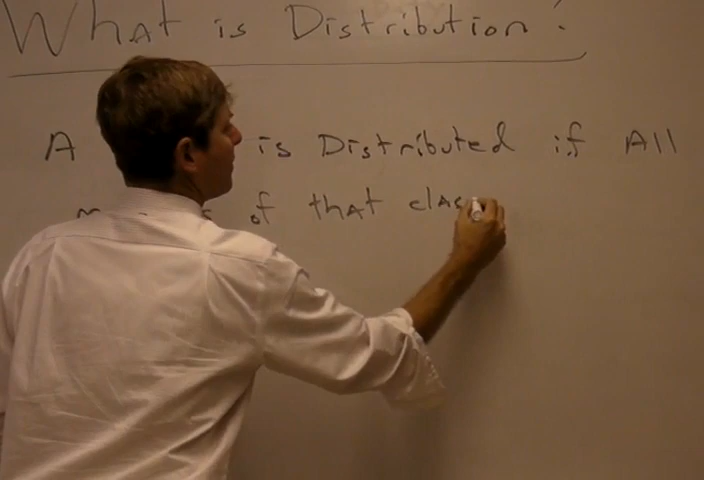 What is Distribution?
A is Distributed if All
of that clas